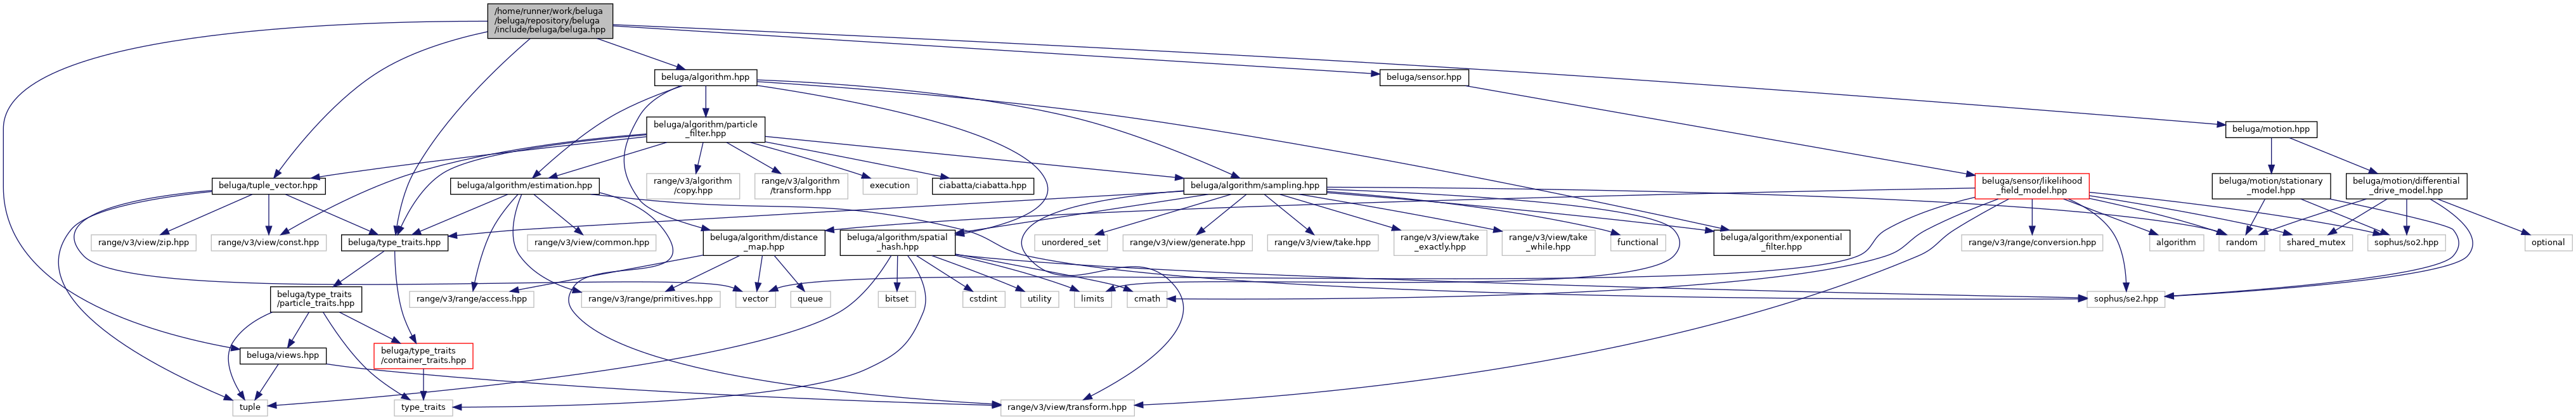 /home/runner/work/beluga
/beluga/repository/beluga
/include/beluga/beluga.hpp
beluga/algorithm.hpp
beluga/sensor.hpp
beluga/algorithm/particle
_filter.hpp
beluga/motion.hpp
beluga/tuple_vector.hpp
beluga/algorithm/estimation.hpp
range/v3/algorithm
/copy.hpp
range/v3/algorithm
/transform.hpp
execution
ciabatta/ciabatta.hpp
beluga/algorithm/sampling.hpp
beluga/sensor/likelihood
_field_model.hpp
beluga/motion/stationary
_model.hpp
beluga/motion/differential
_drive_model.hpp
range/v3/view/zip.hpp
range/v3/view/const.hpp
beluga/type_traits.hpp
range/v3/view/common.hpp
beluga/algorithm/distance
_map.hpp
beluga/algorithm/spatial
_hash.hpp
unordered_set
range/v3/view/generate.hpp
range/v3/view/take.hpp
range/v3/view/take
_exactly.hpp
range/v3/view/take
_while.hpp
functional
beluga/algorithm/exponential
_filter.hpp
range/v3/range/conversion.hpp
algorithm
random
shared_mutex
sophus/so2.hpp
optional
beluga/type_traits
/particle_traits.hpp
range/v3/range/access.hpp
range/v3/range/primitives.hpp
vector
queue
bitset
cstdint
utility
limits
cmath
sophus/se2.hpp
beluga/views.hpp
beluga/type_traits
/container_traits.hpp
tuple
type_traits
range/v3/view/transform.hpp